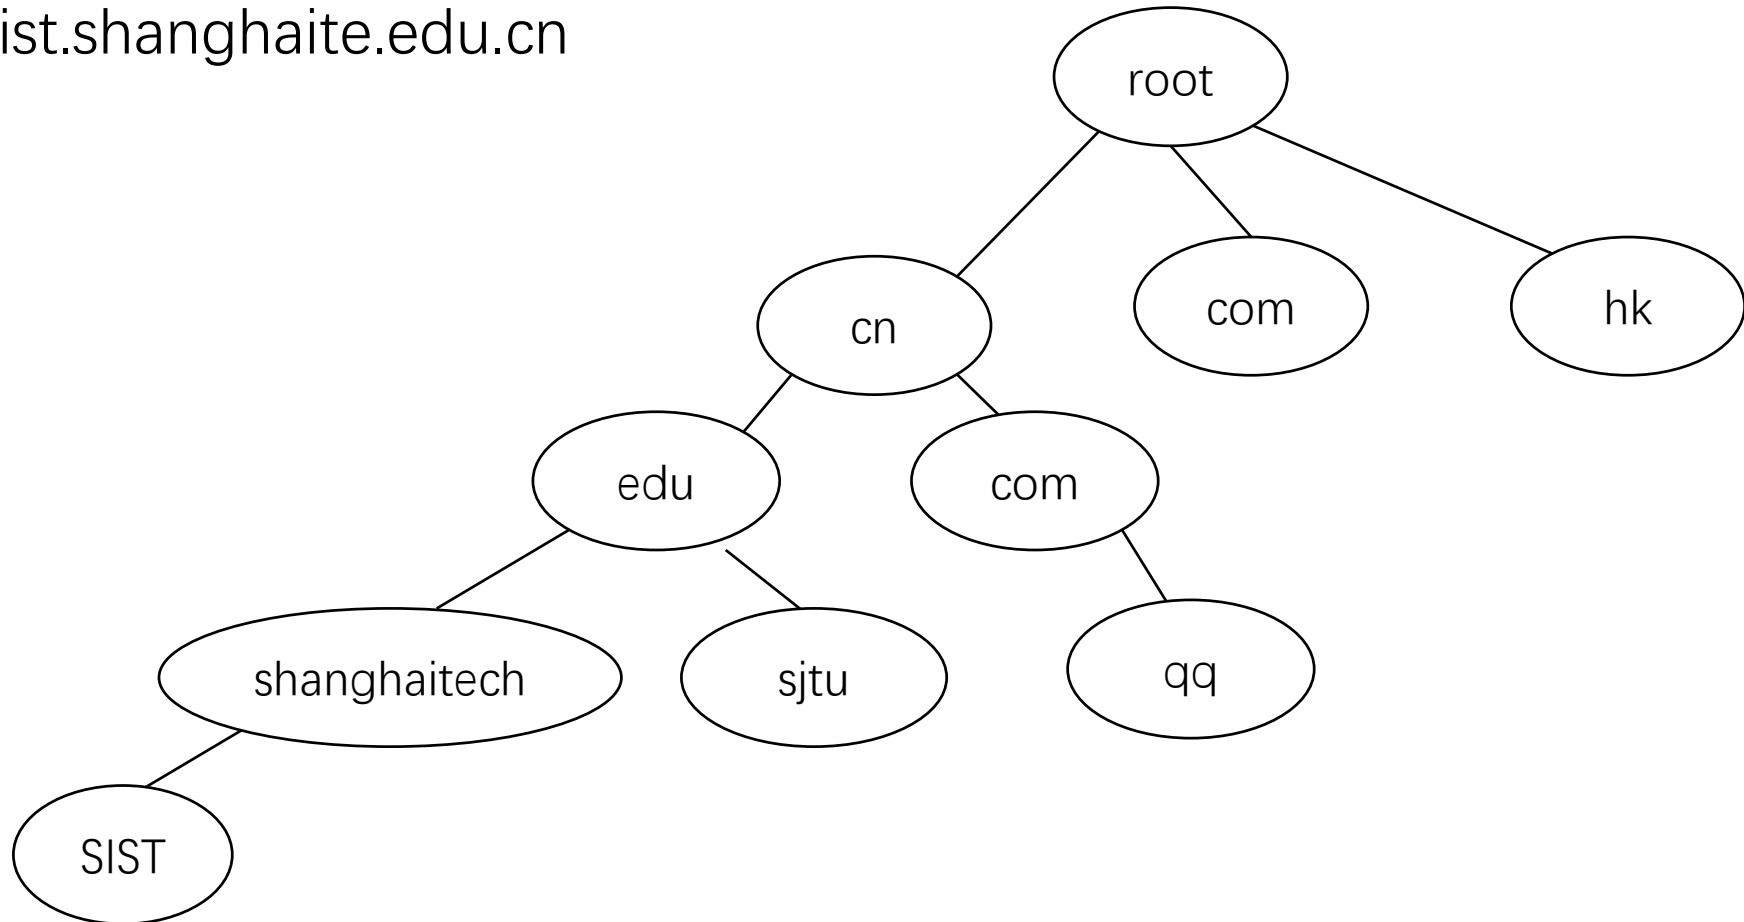 ist.shanghaite.edu.cn
root
cn
com
hk
edu
com
shanghaitech
sjtu
qq
SIST